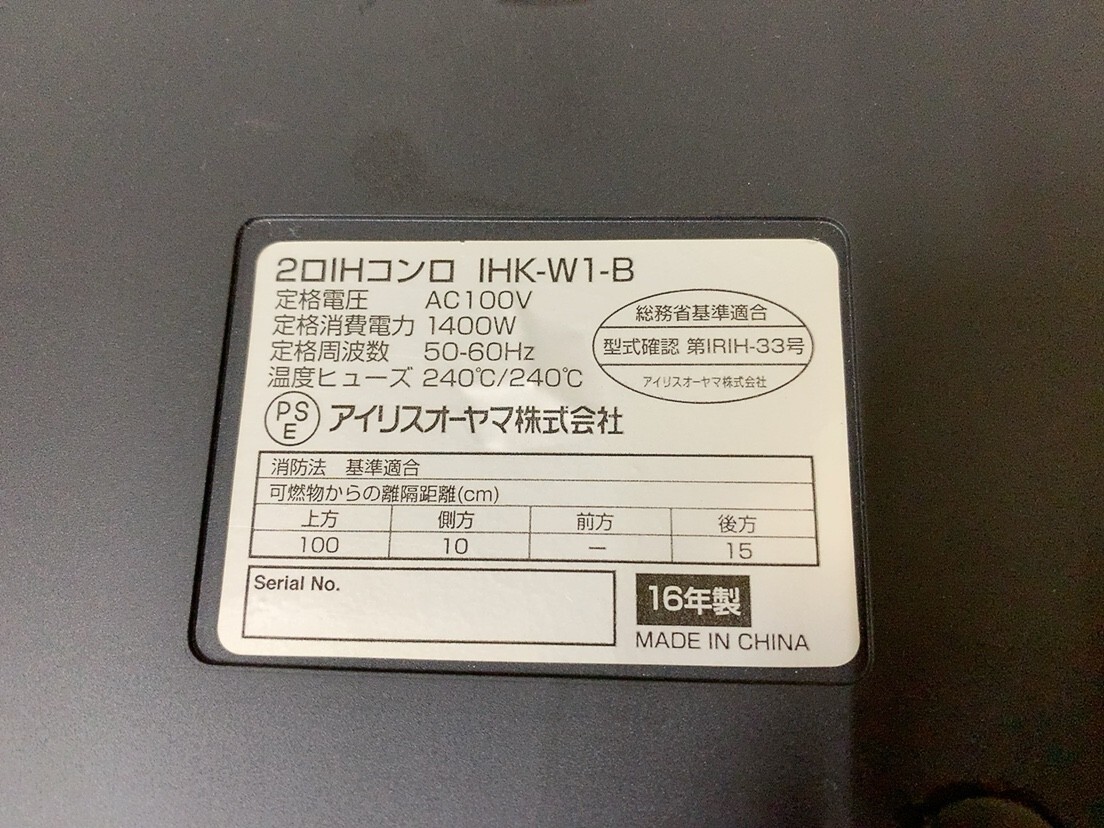 2口IHコンロ IHK-W1-B
定格電圧 AC100V
定格消費電力 1400W
定格周波数 50-60Hz
温度ヒューズ 240℃/240℃
総務省基準適合
型式確認 第IRIH-33号
アイリスオーヤマ株式会社
PSE アイリスオーヤマ株式会社
消防法 基準適合
可燃物からの離隔距離(cm)
上方 側方 前方 後方
100 10 — 15
Serial No.
16年製
MADE IN CHINA